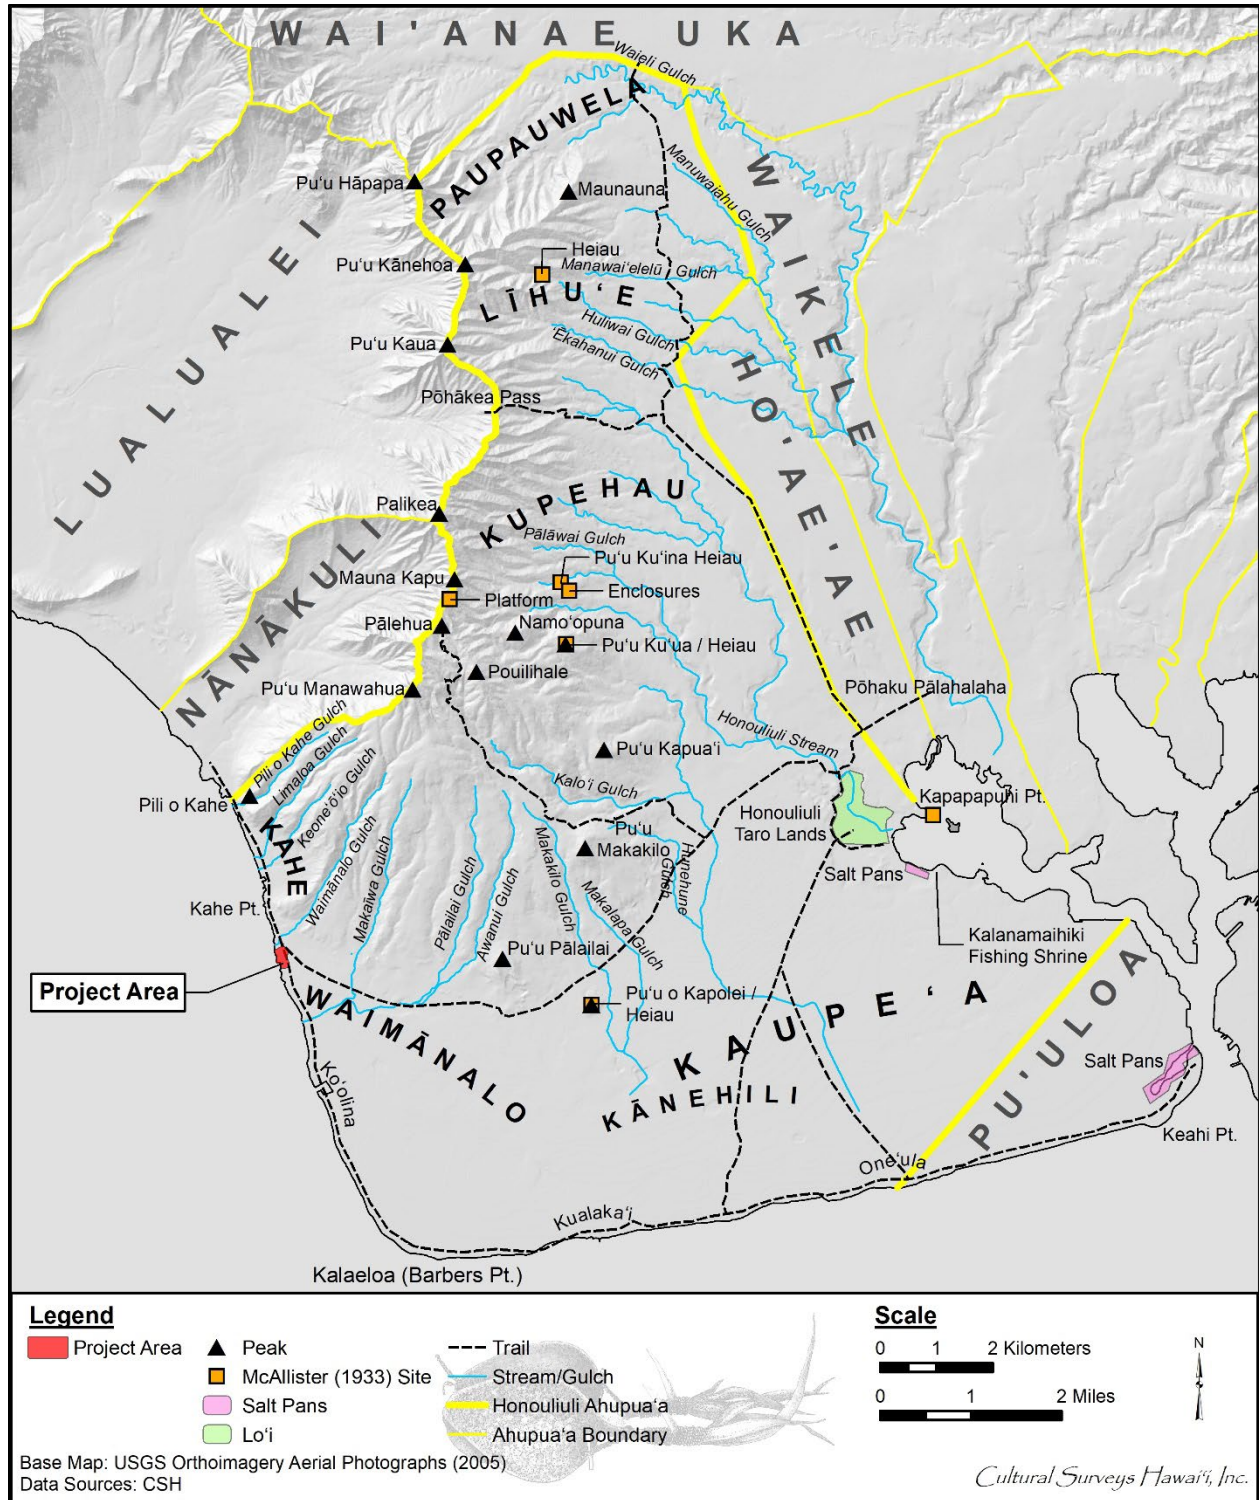 WAI'ANAE UKA
Waieli Gulch
PAUPAUWELA
Pu‘u Hāpapa
Maunauna
Manuwaiahu Gulch
WAIKELE
LUALUALEI
Pu‘u Kānehoa
Heiau
Manawai‘elelū Gulch
LĪHU‘E
Huliwai Gulch
‘Ēkahanui Gulch
Pu‘u Kaua
HO'AE'AE
Pōhākea Pass
KUPEHAU
Palikea
Pālāwai Gulch
NĀNĀKULI
Pu‘u Ku‘ina Heiau
Mauna Kapu
Enclosures
Platform
Namo‘opuna
Pālehua
Pu‘u Ku‘ua / Heiau
Pouilihale
Pu‘u Manawahua
Pōhaku Pālahalaha
Pili o Kahe Gulch
Limaloa Gulch
Keone‘ō‘io Gulch
Waimānalo Gulch
Makaīwa Gulch
Honouliuli Stream
Pu‘u Kapua‘i
Kalo‘i Gulch
Pili o Kahe
KAHE
Kapapapuhi Pt.
Honouliuli
Taro Lands
Pu‘u
Makakilo
Hunehune
Gulch
Salt Pans
Pālailai Gulch
Awanui Gulch
Makakilo Gulch
Makalapa Gulch
Kahe Pt.
Kalanamaihiki
Fishing Shrine
Pu‘u Pālailai
Project Area
Pu‘u o Kapolei /
Heiau
WAIMĀNALO
KAUPE‘A
PU'ULOA
KĀNEHILI
Salt Pans
Ko‘olina
Keahi Pt.
One‘ula
Kualaka‘i
Kalaeloa (Barbers Pt.)
Legend
Project Area
Peak
McAllister (1933) Site
Salt Pans
Lo‘i
Trail
Stream/Gulch
Honouliuli Ahupua‘a
Ahupua‘a Boundary
Scale
0 1 2 Kilometers
0 1 2 Miles
N
Base Map: USGS Orthoimagery Aerial Photographs (2005)
Data Sources: CSH
Cultural Surveys Hawai‘i, Inc.